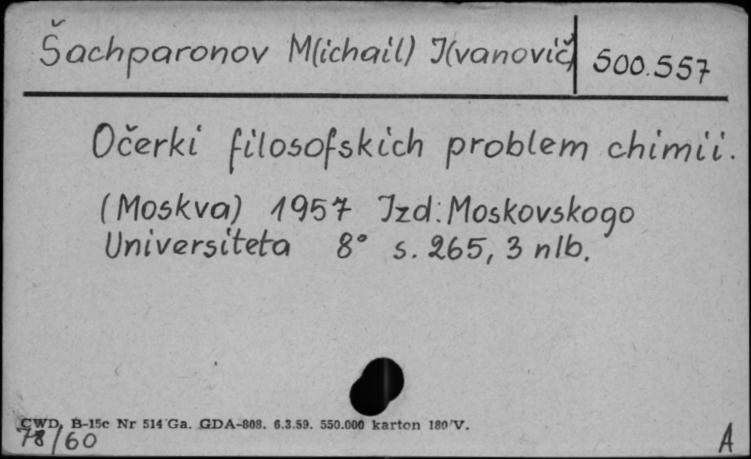 Šachparonov M(ichail) I(vanovič) 500.557
Očerki filosofskich problem chimii.
(Moskva) 1957 Izd. Moskovskogo
Universiteta 8° s. 265, 3 nlb.
CWD. B-15c Nr 514 Ga. GDA-808. 6.3.59. 550.000 karton 180/V.
78/60 A